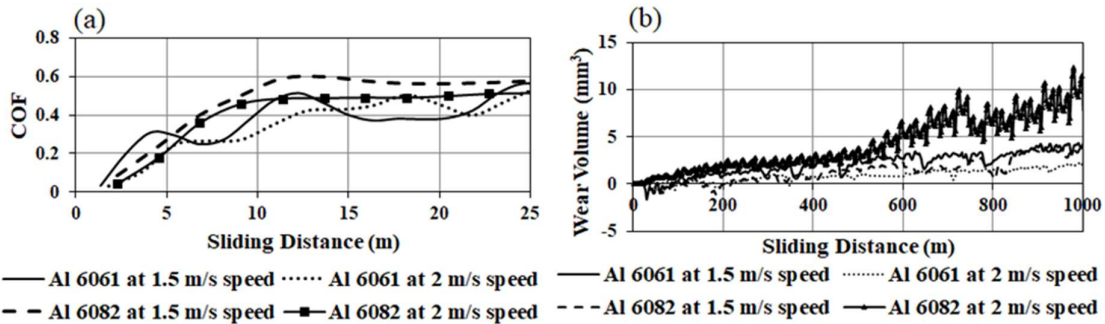 (a)
0.8
0.6
0.4
0.2
0
COF
0 5 10 15 20 25
Sliding Distance (m)
Al 6061 at 1.5 m/s speed Al 6061 at 2 m/s speed
Al 6082 at 1.5 m/s speed Al 6082 at 2 m/s speed
(b)
15
10
5
0
-5
Wear Volume (mm³)
0 200 400 600 800 1000
Sliding Distance (m)
Al 6061 at 1.5 m/s speed Al 6061 at 2 m/s speed
Al 6082 at 1.5 m/s speed Al 6082 at 2 m/s speed